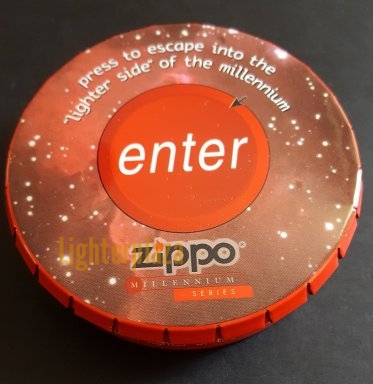 press to escape into the
"lighter side" of the millennium
enter
zippo®
MILLENNIUM
SERIES